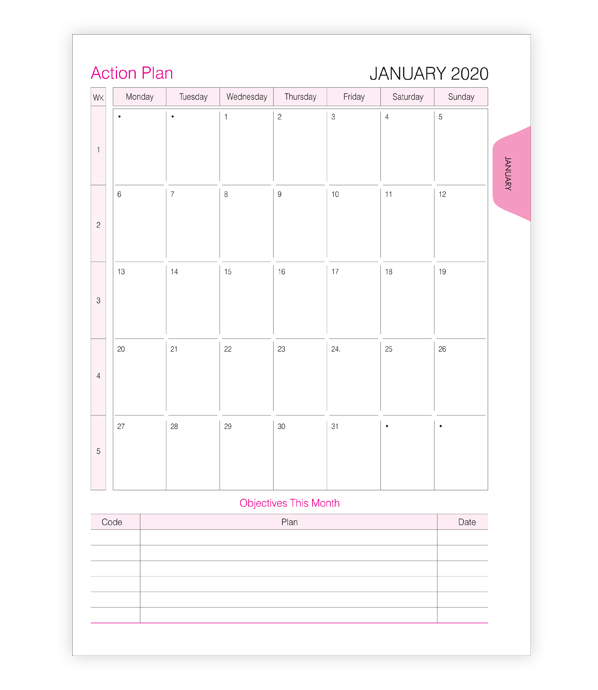 Action Plan JANUARY 2020
Wk Monday Tuesday Wednesday Thursday Friday Saturday Sunday
1 • • 1 2 3 4 5
2 6 7 8 9 10 11 12
3 13 14 15 16 17 18 19
4 20 21 22 23 24. 25 26
5 27 28 29 30 31 • •
JANUARY
Objectives This Month
Code Plan Date